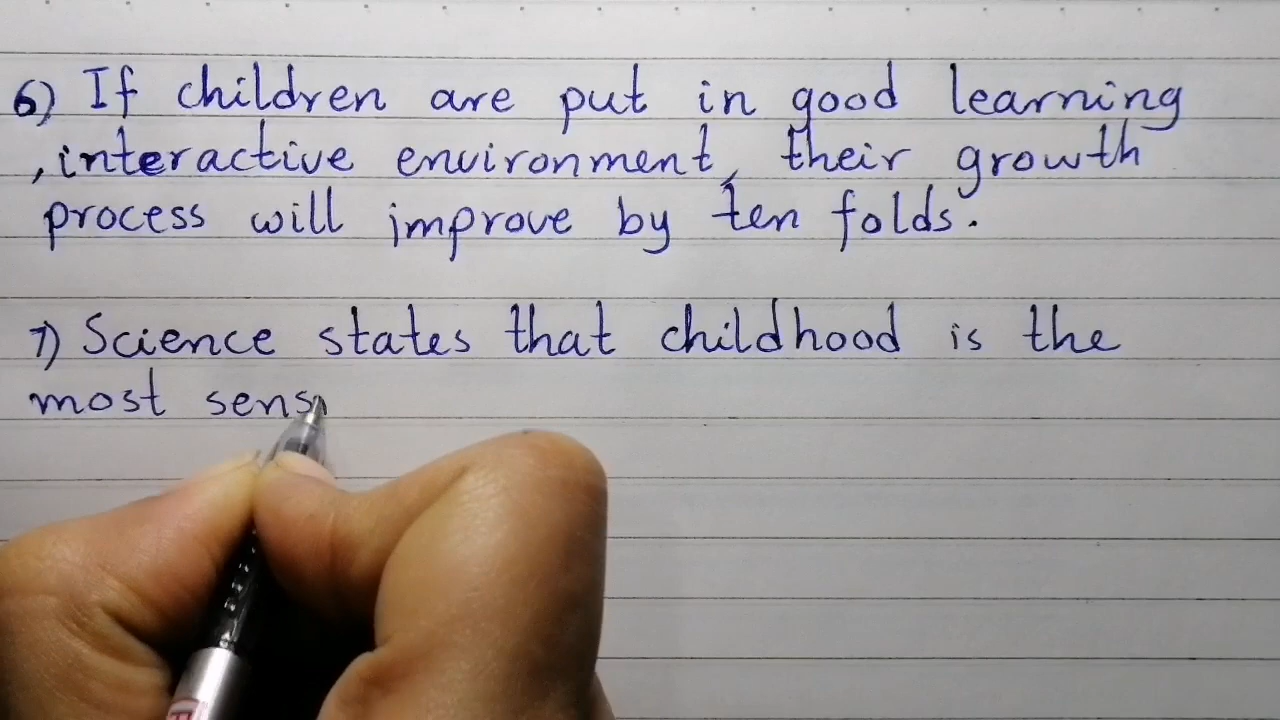 6) If children are put in good learning
,interactive environment, their growth
process will improve by ten folds.
7) Science states that childhood is the
most sens